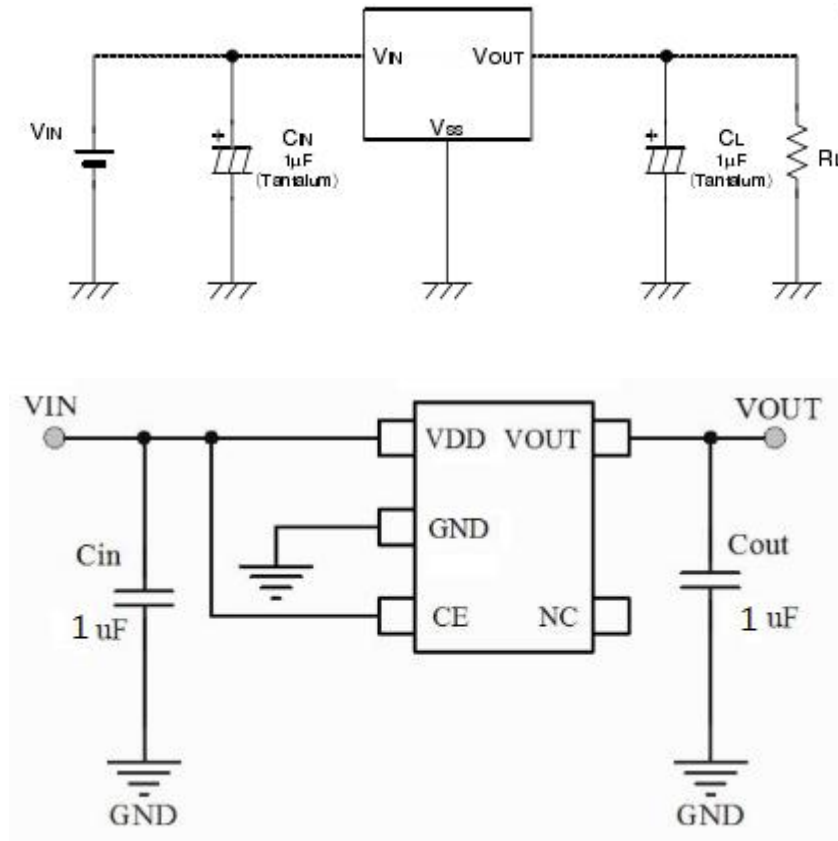 VIN VOUT
VSS
VIN
+ CIN
1µF
(Tantalum)
+ CL
1µF
(Tantalum)
RL
VIN
VOUT
VDD VOUT
GND
CE NC
Cin
1 uF
Cout
1 uF
GND
GND